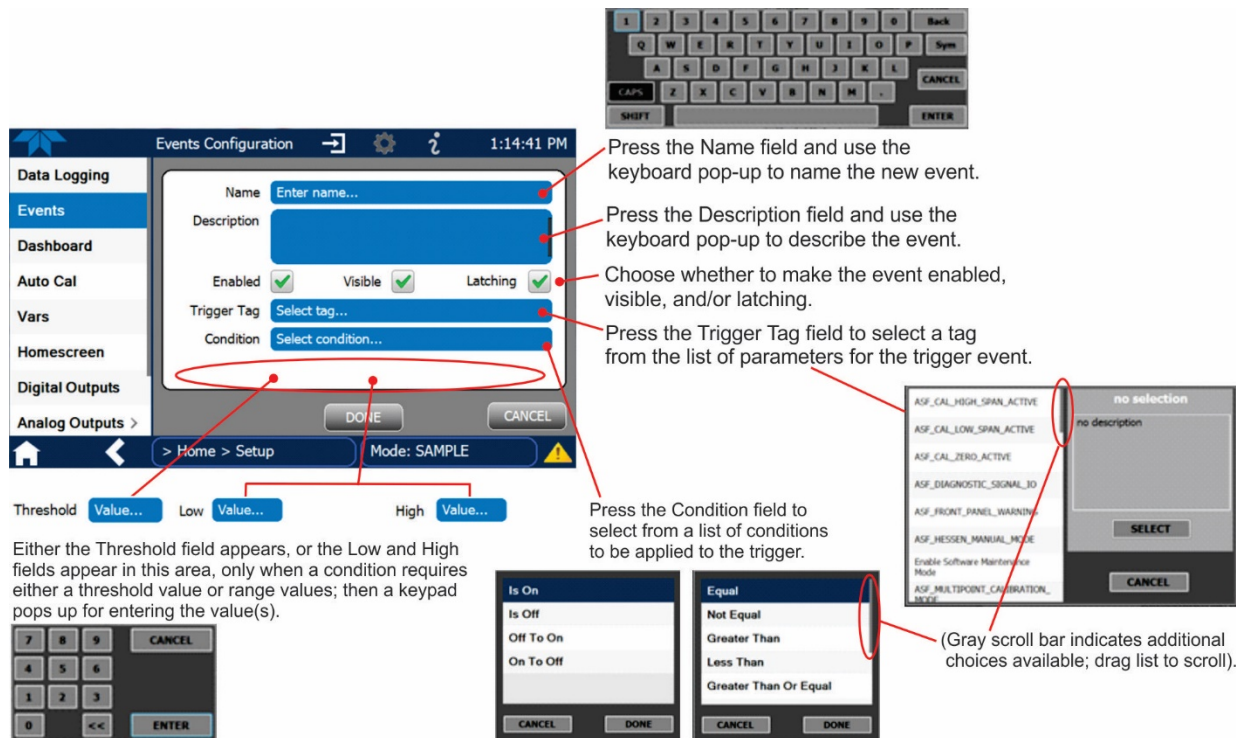 1 2 3 4 5 6 7 8 9 0 Back
Q W E R T Y U I O P Sym
A S D F G H J K L CANCEL
CAPS Z X C V B N M .
SHIFT ENTER
Events Configuration 1:14:41 PM
Data Logging
Events
Dashboard
Auto Cal
Vars
Homescreen
Digital Outputs
Analog Outputs >
Name Enter name...
Description
Enabled Visible Latching
Trigger Tag Select tag...
Condition Select condition...
DONE CANCEL
> Home > Setup Mode: SAMPLE
Press the Name field and use the
keyboard pop-up to name the new event.
Press the Description field and use the
keyboard pop-up to describe the event.
Choose whether to make the event enabled,
visible, and/or latching.
Press the Trigger Tag field to select a tag
from the list of parameters for the trigger event.
ASF_CAL_HIGH_SPAN_ACTIVE
ASF_CAL_LOW_SPAN_ACTIVE
ASF_CAL_ZERO_ACTIVE
ASF_DIAGNOSTIC_SIGNAL_IO
ASF_FRONT_PANEL_WARNING
ASF_HESSEN_MANUAL_MODE
Enable Software Maintenance
Mode
ASF_MULTIPOINT_CALIBRATION_
MODE
no selection
no description
SELECT
CANCEL
Threshold Value... Low Value... High Value...
Either the Threshold field appears, or the Low and High
fields appear in this area, only when a condition requires
either a threshold value or range values; then a keypad
pops up for entering the value(s).
7 8 9 CANCEL
4 5 6
1 2 3
0 << ENTER
Press the Condition field to
select from a list of conditions
to be applied to the trigger.
Is On
Is Off
Off To On
On To Off
CANCEL DONE
Equal
Not Equal
Greater Than
Less Than
Greater Than Or Equal
CANCEL DONE
(Gray scroll bar indicates additional
choices available; drag list to scroll).